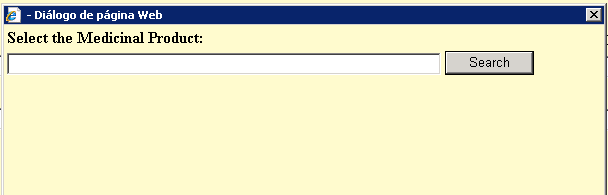 - Diálogo de página Web
Select the Medicinal Product:
Search